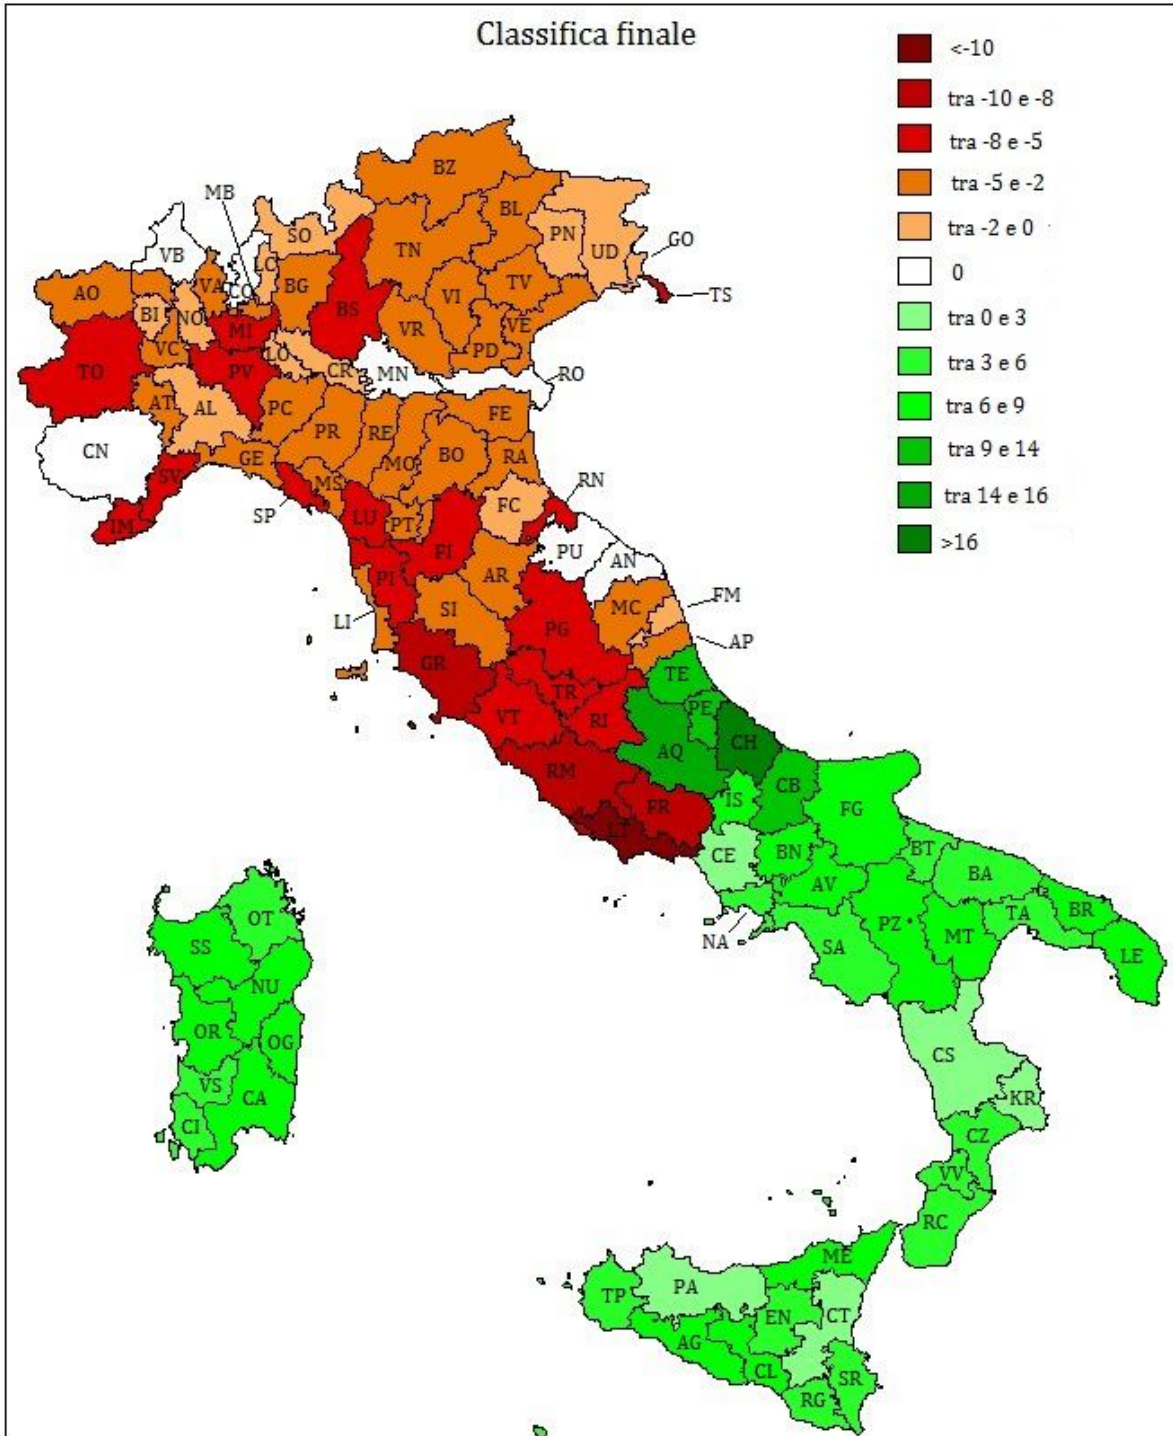 Classifica finale
<-10
tra -10 e -8
tra -8 e -5
tra -5 e -2
tra -2 e 0
0
tra 0 e 3
tra 3 e 6
tra 6 e 9
tra 9 e 14
tra 14 e 16
>16
BZ
MB
BL
SO
PN
UD
GO
VB
TN
LC
AO
VA
CO
BG
VI
TV
TS
BI
NO
BS
MI
VR
VE
VC
LO
PD
TO
PV
CR
MN
RO
AT
AL
PC
FE
CN
PR
RE
GE
MO
BO
RA
SV
MS
RN
SP
LU
PT
FC
IM
FI
PU
AN
PI
AR
LI
SI
MC
FM
PG
AP
GR
TE
TR
VT
RI
PE
AQ
CH
RM
CB
IS
FR
FG
LT
CE
BN
BT
AV
BA
OT
TA
BR
NA
PZ
SS
SA
MT
LE
NU
OR
OG
CS
VS
CA
KR
CI
CZ
VV
RC
ME
PA
TP
EN
CT
AG
CL
SR
RG